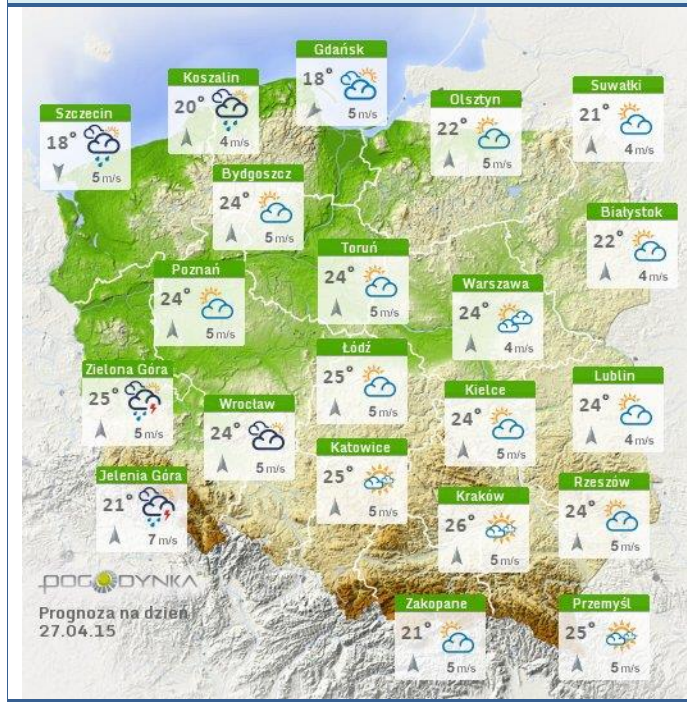 Gdańsk
18°
5 m/s
Koszalin
20°
4 m/s
Szczecin
18°
5 m/s
Olsztyn
22°
5 m/s
Suwałki
21°
4 m/s
Bydgoszcz
24°
5 m/s
Białystok
22°
4 m/s
Toruń
24°
5 m/s
Poznań
24°
5 m/s
Warszawa
24°
4 m/s
Łódź
25°
5 m/s
Zielona Góra
25°
5 m/s
Wrocław
24°
5 m/s
Kielce
24°
5 m/s
Lublin
24°
4 m/s
Katowice
25°
5 m/s
Jelenia Góra
21°
7 m/s
Kraków
26°
5 m/s
Rzeszów
24°
5 m/s
POGODYNKA
Prognoza na dzień
27.04.15
Zakopane
21°
5 m/s
Przemyśl
25°
5 m/s